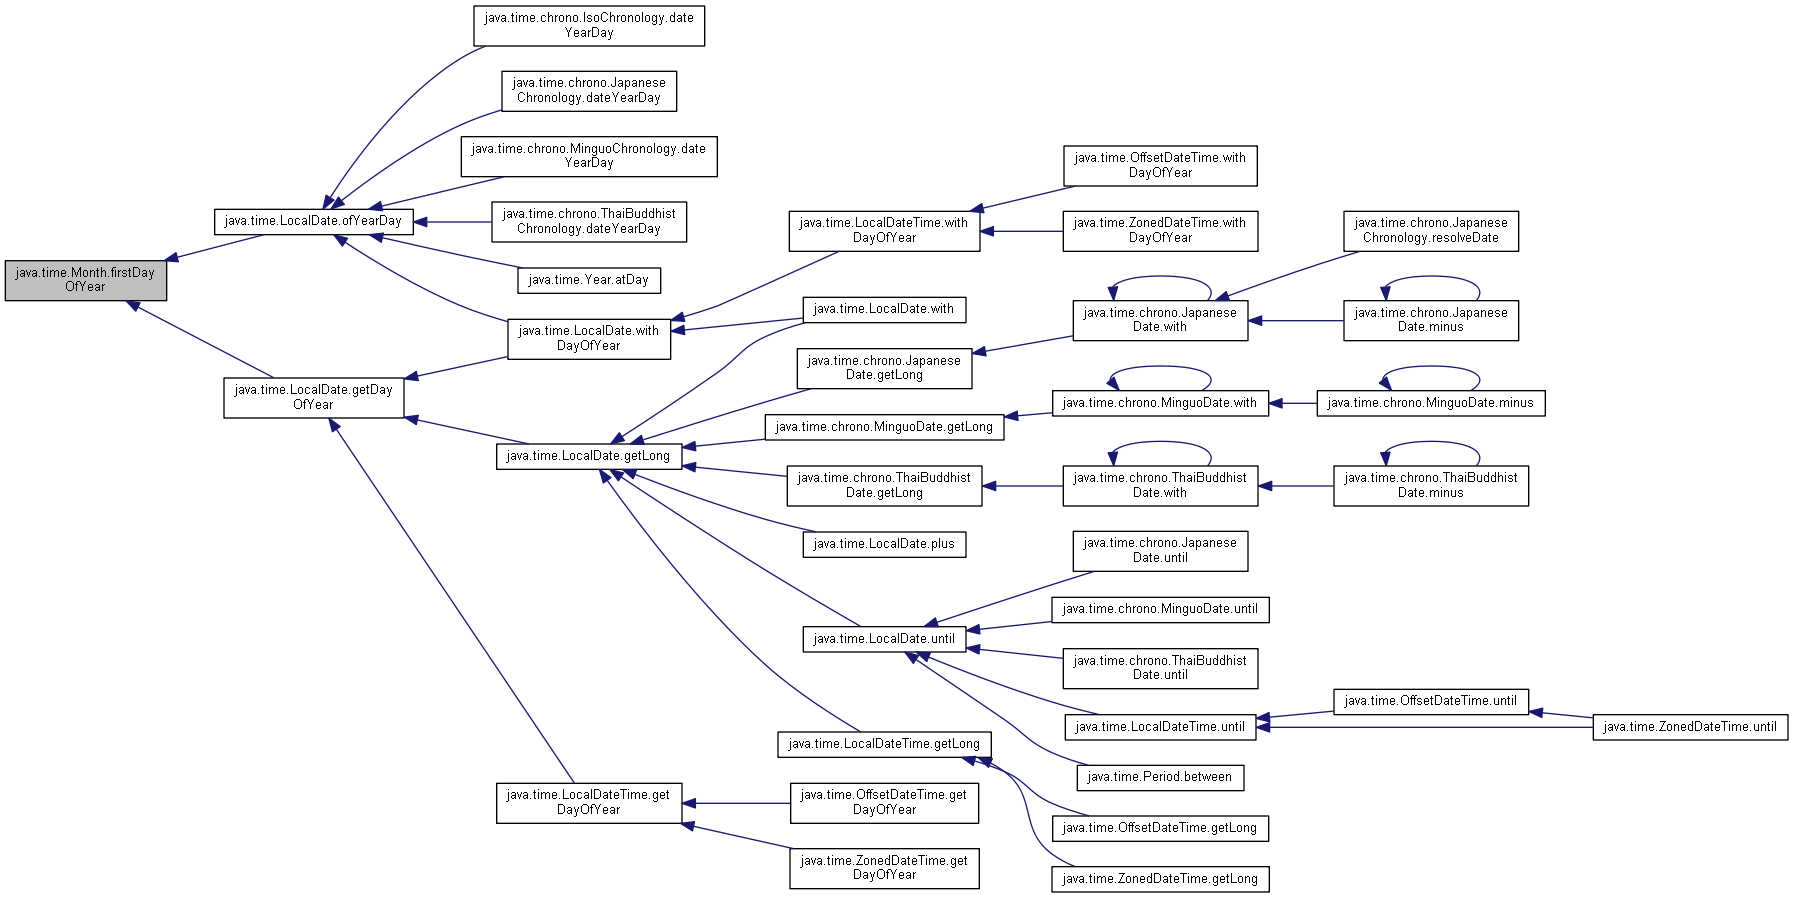 java.time.chrono.IsoChronology.date
YearDay
java.time.chrono.Japanese
Chronology.dateYearDay
java.time.chrono.MinguoChronology.date
YearDay
java.time.chrono.ThaiBuddhist
Chronology.dateYearDay
java.time.LocalDate.ofYearDay
java.time.Year.atDay
java.time.Month.firstDay
OfYear
java.time.LocalDate.with
DayOfYear
java.time.LocalDate.getDay
OfYear
java.time.LocalDate.getLong
java.time.LocalDateTime.get
DayOfYear
java.time.LocalDateTime.with
DayOfYear
java.time.LocalDate.with
java.time.chrono.Japanese
Date.getLong
java.time.chrono.MinguoDate.getLong
java.time.chrono.ThaiBuddhist
Date.getLong
java.time.LocalDate.plus
java.time.LocalDate.until
java.time.LocalDateTime.getLong
java.time.OffsetDateTime.get
DayOfYear
java.time.ZonedDateTime.get
DayOfYear
java.time.OffsetDateTime.with
DayOfYear
java.time.ZonedDateTime.with
DayOfYear
java.time.chrono.Japanese
Date.with
java.time.chrono.MinguoDate.with
java.time.chrono.ThaiBuddhist
Date.with
java.time.chrono.Japanese
Date.until
java.time.chrono.MinguoDate.until
java.time.chrono.ThaiBuddhist
Date.until
java.time.LocalDateTime.until
java.time.Period.between
java.time.OffsetDateTime.getLong
java.time.ZonedDateTime.getLong
java.time.chrono.Japanese
Chronology.resolveDate
java.time.chrono.Japanese
Date.minus
java.time.chrono.MinguoDate.minus
java.time.chrono.ThaiBuddhist
Date.minus
java.time.OffsetDateTime.until
java.time.ZonedDateTime.until